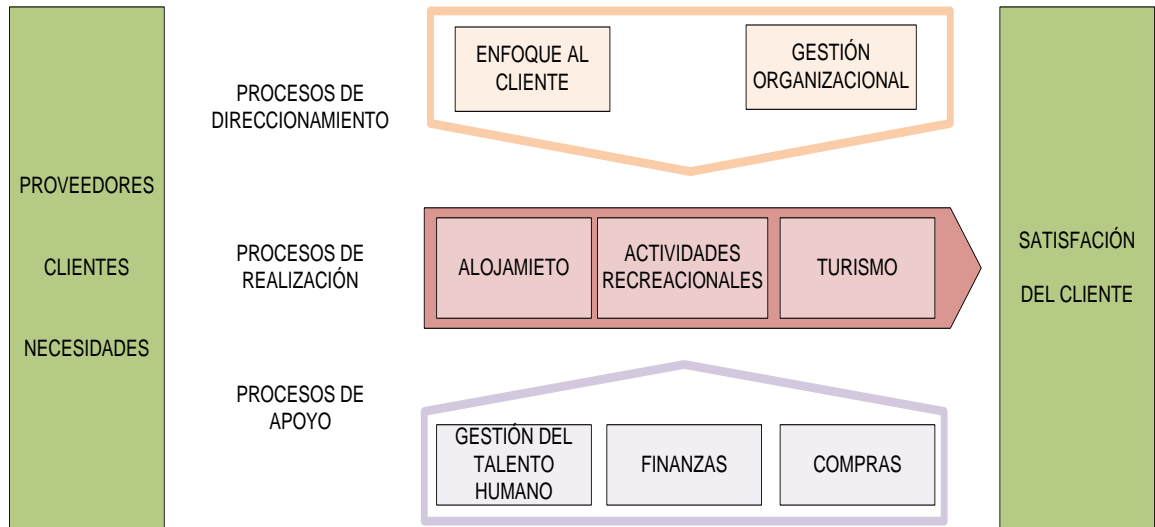 PROVEEDORES
CLIENTES
NECESIDADES
PROCESOS DE
DIRECCIONAMIENTO
ENFOQUE AL
CLIENTE
GESTIÓN
ORGANIZACIONAL
PROCESOS DE
REALIZACIÓN
ALOJAMIETO
ACTIVIDADES
RECREACIONALES
TURISMO
PROCESOS DE
APOYO
GESTIÓN DEL
TALENTO
HUMANO
FINANZAS
COMPRAS
SATISFACIÓN
DEL CLIENTE